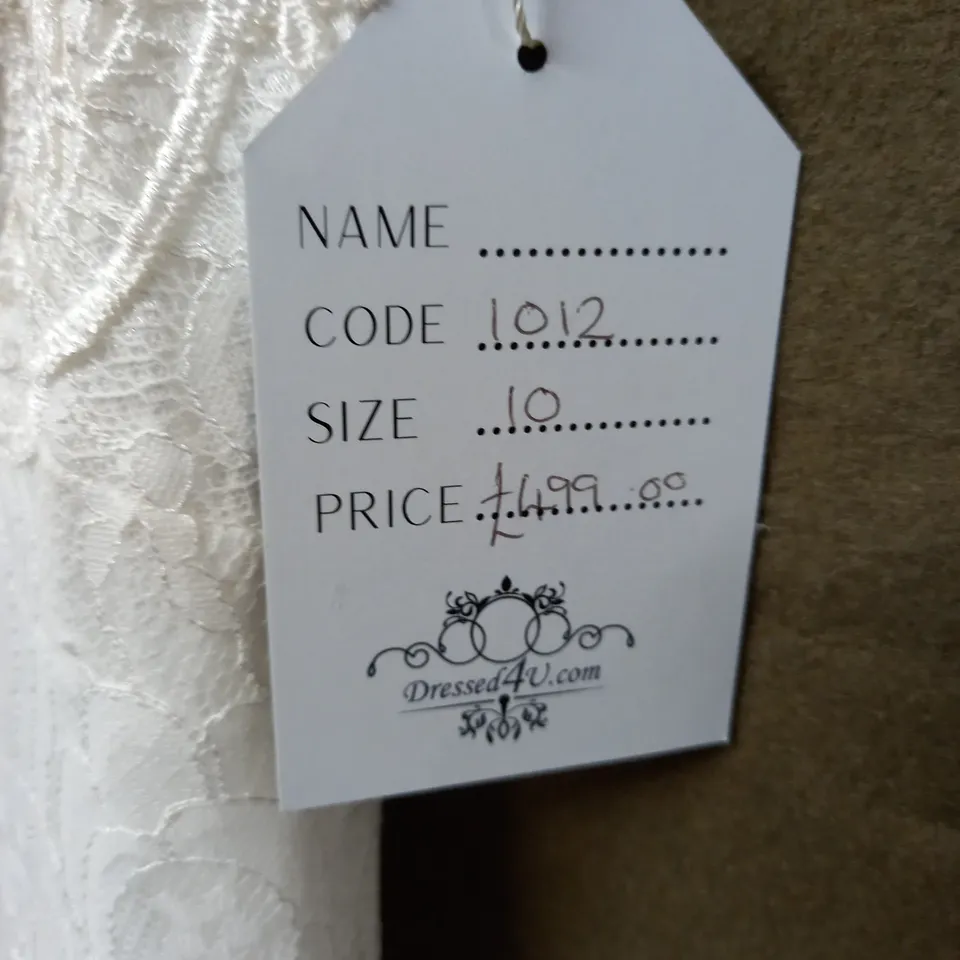 NAME ................
CODE 1012
SIZE 10
PRICE £499.00
Dressed4U.com